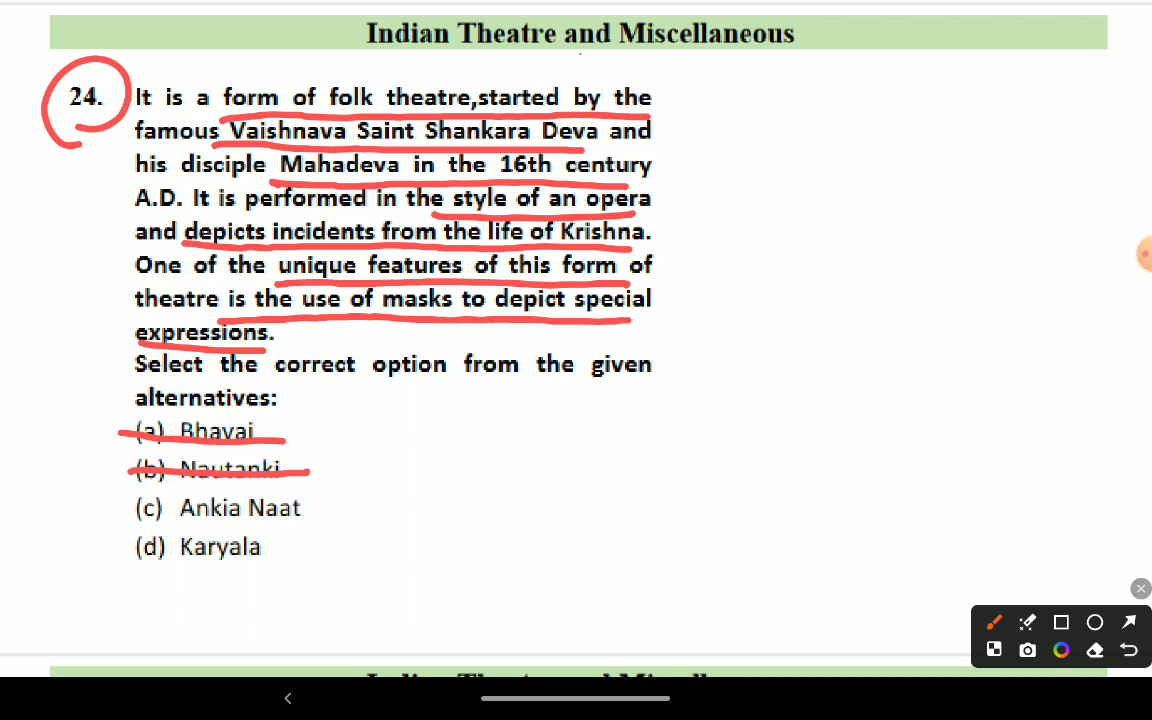 Indian Theatre and Miscellaneous
24. It is a form of folk theatre,started by the
famous Vaishnava Saint Shankara Deva and
his disciple Mahadeva in the 16th century
A.D. It is performed in the style of an opera
and depicts incidents from the life of Krishna.
One of the unique features of this form of
theatre is the use of masks to depict special
expressions.
Select the correct option from the given
alternatives:
(a) Bhavai
(b) Nautanki
(c) Ankia Naat
(d) Karyala